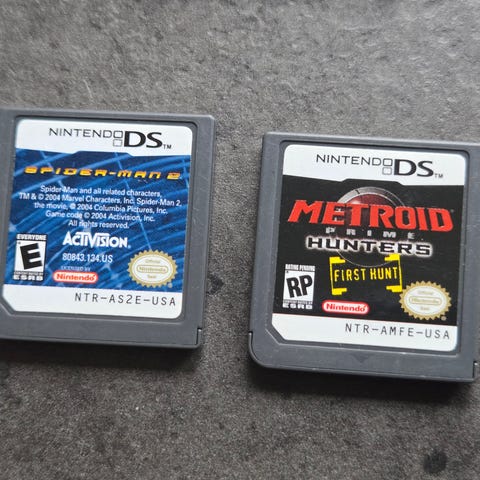 NINTENDO DS™
SPIDER-MAN 2
Spider-Man and all related characters,
TM & © 2004 Marvel Characters, Inc. Spider-Man 2,
the movie, © 2004 Columbia Pictures, Inc.
Game code © 2004 Activision, Inc.
All rights reserved.
EVERYONE
E
ESRB
ACTIVISION
80843.134.US
LICENSED BY
Nintendo
Official
Nintendo
Seal
NTR-AS2E-USA
NINTENDO DS™
METROID
PRIME
HUNTERS
FIRST HUNT
RATING PENDING
RP
ESRB
Nintendo
Official
Nintendo
Seal
NTR-AMFE-USA